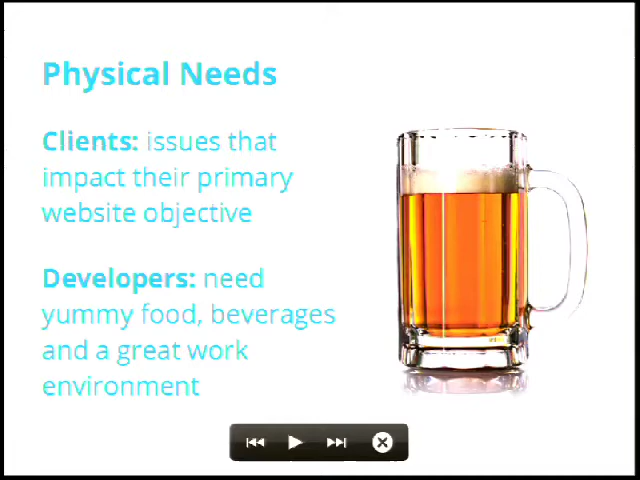 Physical Needs
Clients: issues that
impact their primary
website objective
Developers: need
yummy food, beverages
and a great work
environment